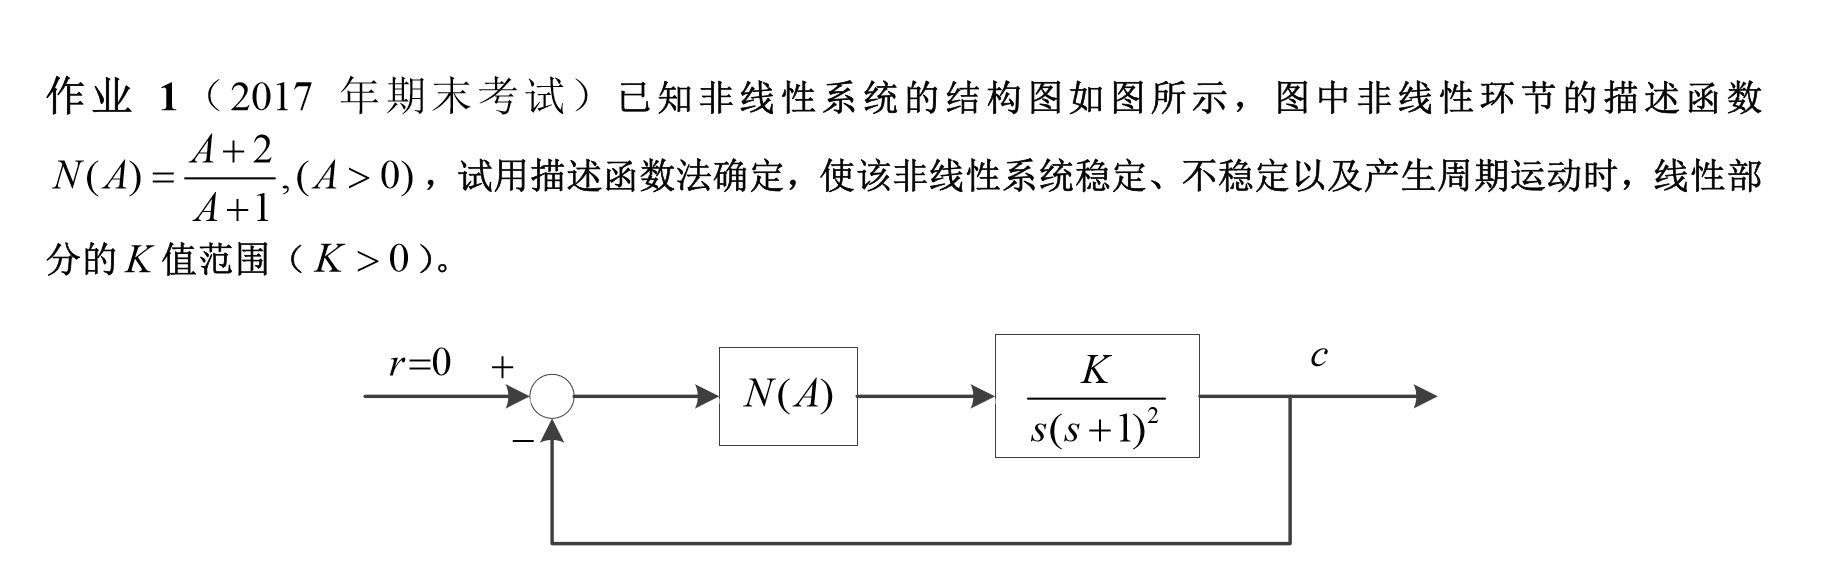 作业 1（2017 年期末考试）已知非线性系统的结构图如图所示，图中非线性环节的描述函数
N(A) = \frac{A+2}{A+1}, (A > 0)，试用描述函数法确定，使该非线性系统稳定、不稳定以及产生周期运动时，线性部
分的 K 值范围（K > 0）。
r=0 + N(A) \frac{K}{s(s+1)^2} c
−